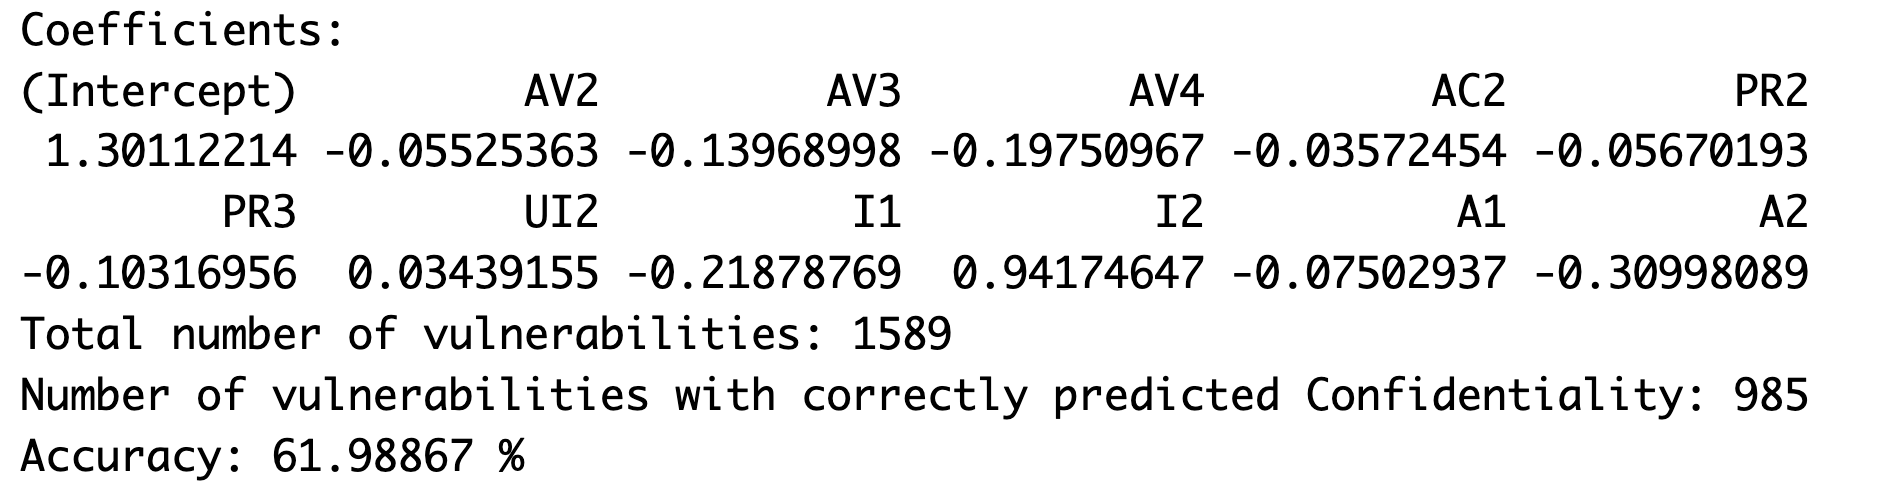 Coefficients:
(Intercept) AV2 AV3 AV4 AC2 PR2
1.30112214 -0.05525363 -0.13968998 -0.19750967 -0.03572454 -0.05670193
PR3 UI2 I1 I2 A1 A2
-0.10316956 0.03439155 -0.21878769 0.94174647 -0.07502937 -0.30998089
Total number of vulnerabilities: 1589
Number of vulnerabilities with correctly predicted Confidentiality: 985
Accuracy: 61.98867 %